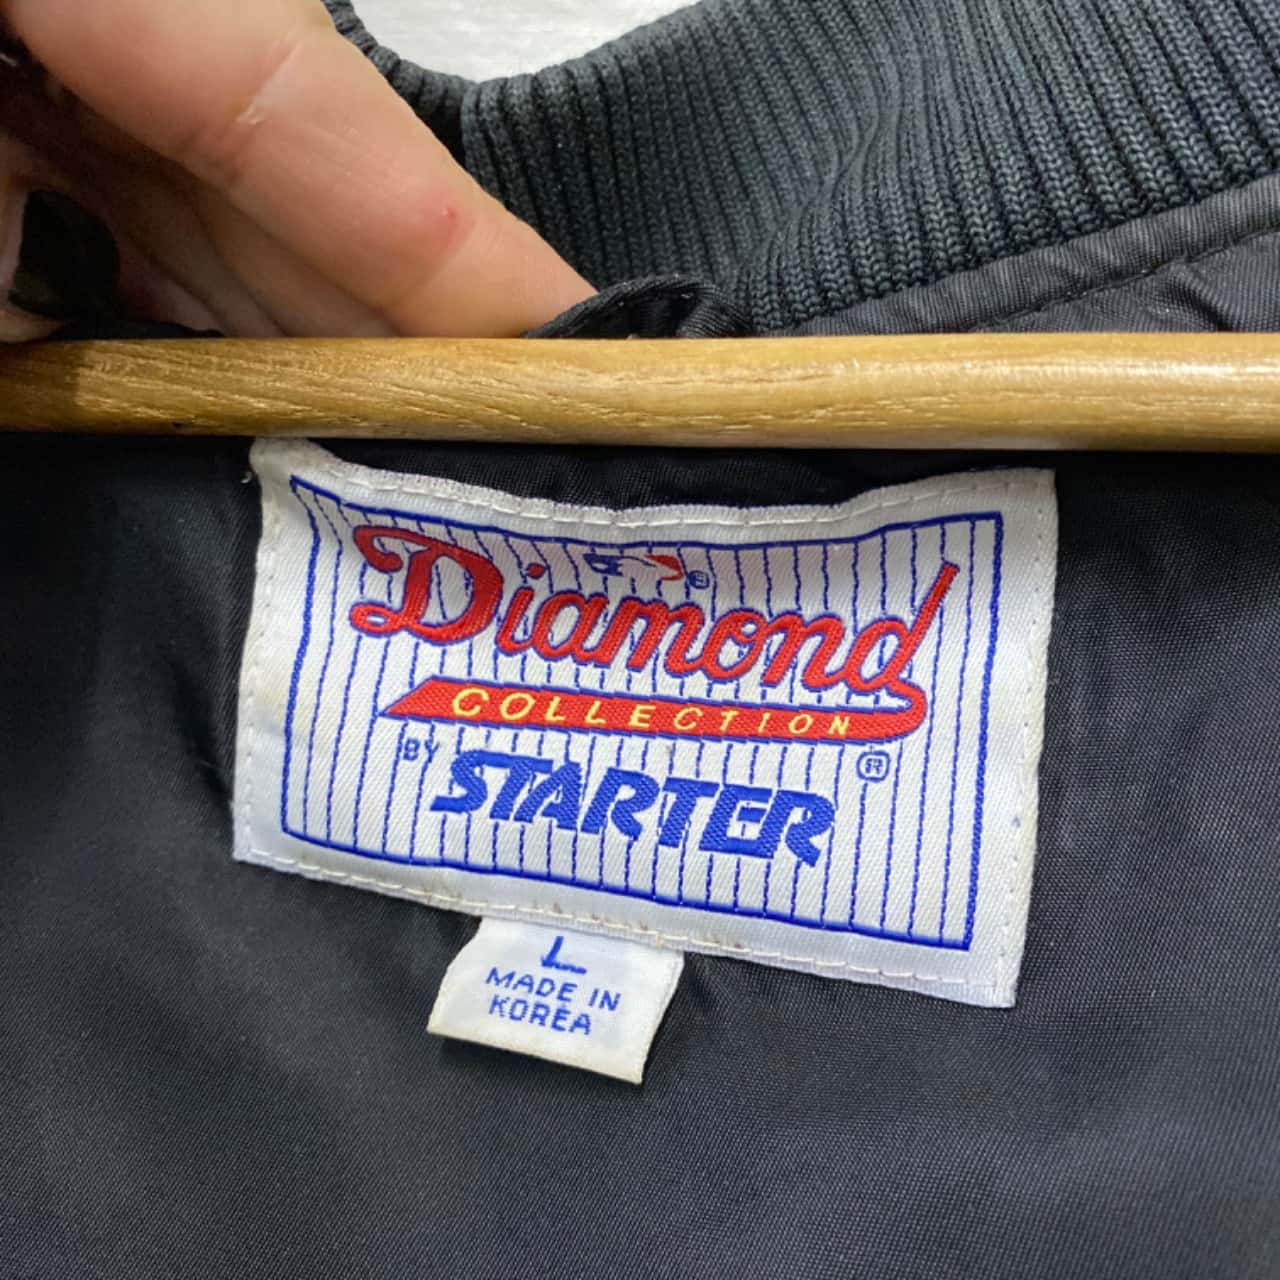 Diamond
COLLECTION
BY STARTER ®
L
MADE IN
KOREA